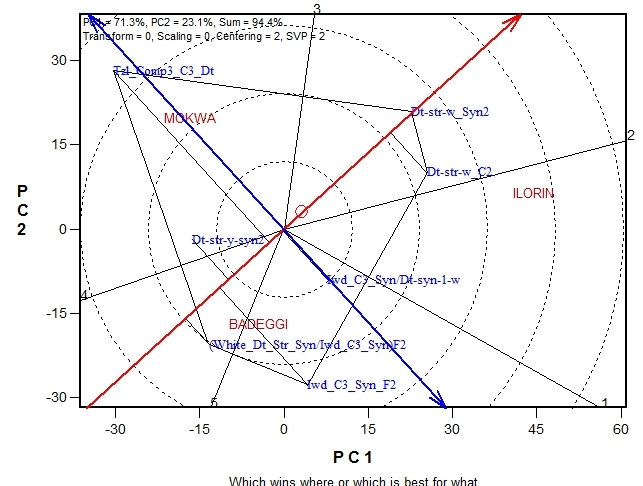 3
PC1 = 71.3%, PC2 = 23.1%, Sum = 94.4%
Transform = 0, Scaling = 0, Centering = 2, SVP = 2
30
Tzl_Comp3_C3_Dt
MOKWA
Dt-str-w_Syn2
15
2
Dt-str-w_C2
ILORIN
P
C
2
0
Dt-str-y-syn2
Iwd_C3_Syn/Dt-syn-1-w
4
-15
BADEGGI
(White_Dt_Str_Syn/Iwd_C3_Syn)F2
Iwd_C3_Syn_F2
-30
5
1
-30 -15 0 15 30 45 60
P C 1
Which wins where or which is best for what